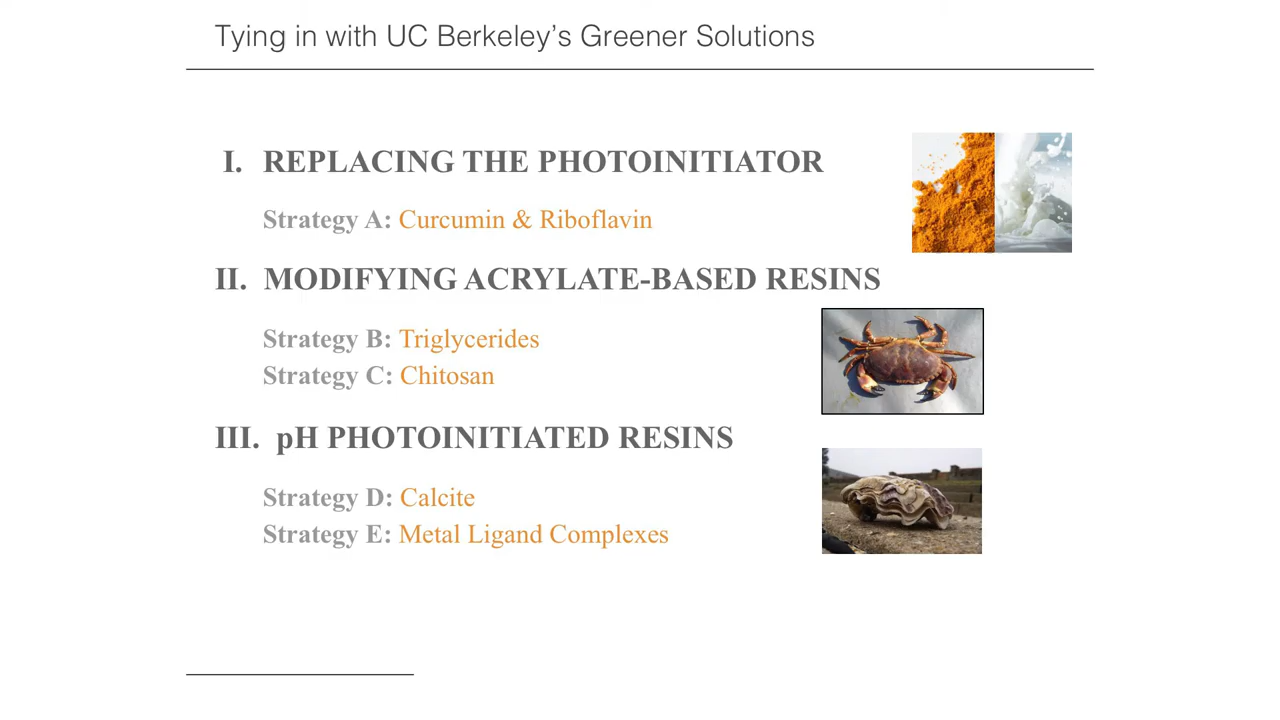 Tying in with UC Berkeley’s Greener Solutions
I. REPLACING THE PHOTOINITIATOR
Strategy A: Curcumin & Riboflavin
II. MODIFYING ACRYLATE-BASED RESINS
Strategy B: Triglycerides
Strategy C: Chitosan
III. pH PHOTOINITIATED RESINS
Strategy D: Calcite
Strategy E: Metal Ligand Complexes